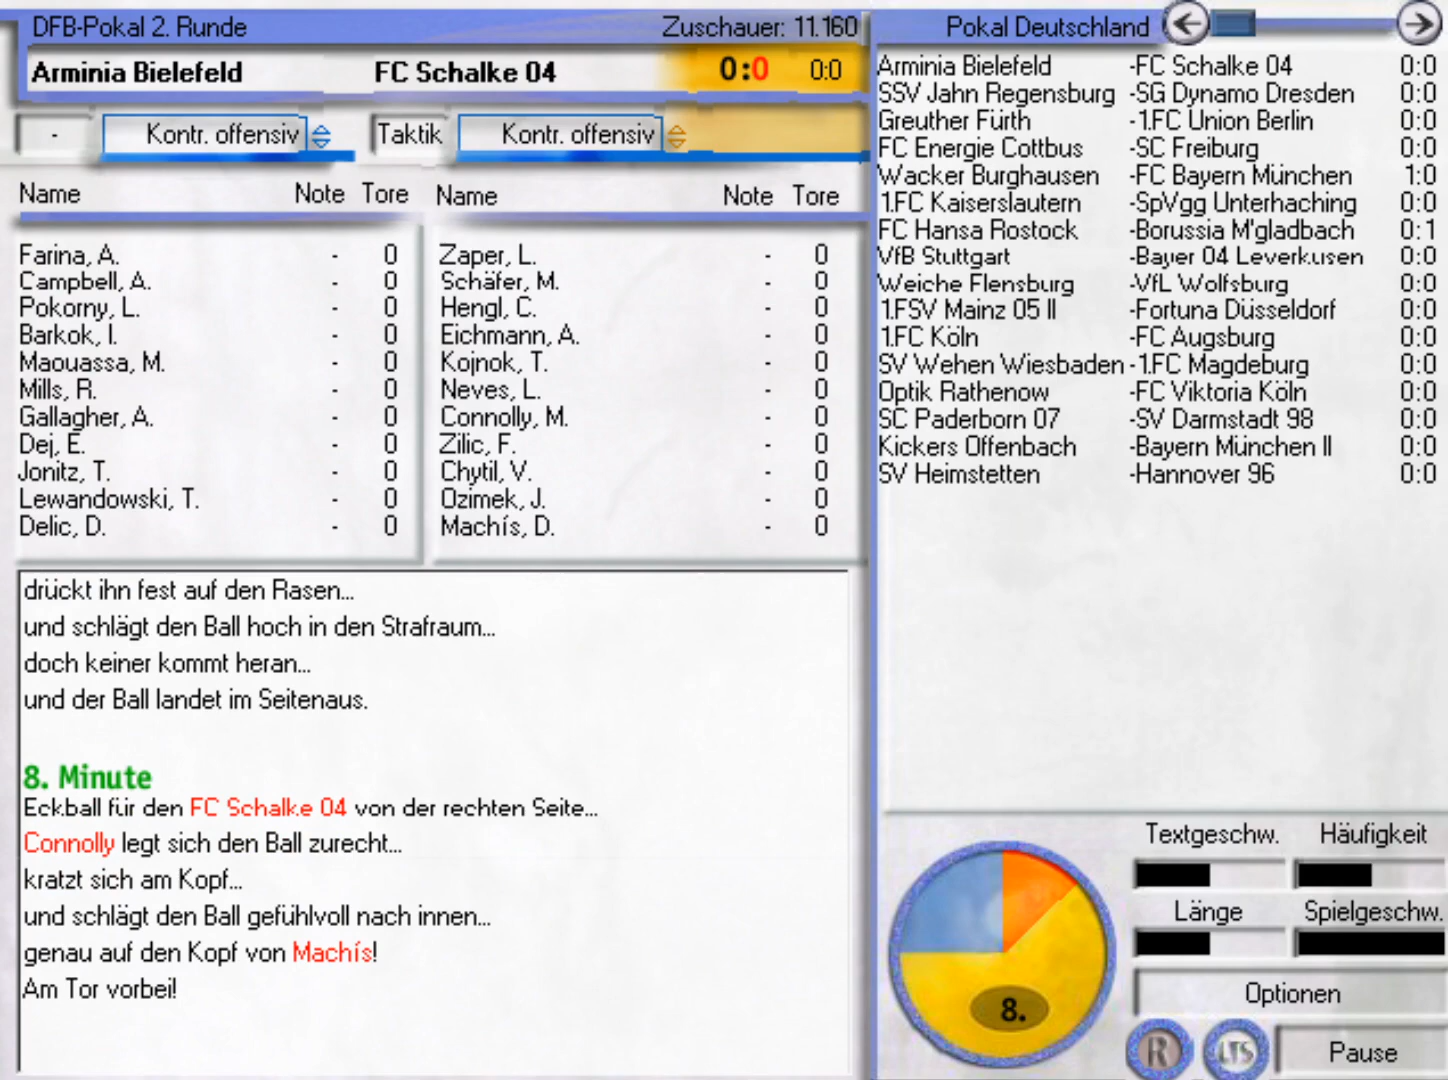 DFB-Pokal 2. Runde Zuschauer: 11.160
Arminia Bielefeld FC Schalke 04 0:0 0:0
- Kontr. offensiv Taktik Kontr. offensiv
Name Note Tore Name Note Tore
Farina, A. - 0 Zaper, L. - 0
Campbell, A. - 0 Schäfer, M. - 0
Pokorny, L. - 0 Hengl, C. - 0
Barkok, I. - 0 Eichmann, A. - 0
Maouassa, M. - 0 Kojnok, T. - 0
Mills, R. - 0 Neves, L. - 0
Gallagher, A. - 0 Connolly, M. - 0
Dej, E. - 0 Zilic, F. - 0
Jonitz, T. - 0 Chytil, V. - 0
Lewandowski, T. - 0 Ozimek, J. - 0
Delic, D. - 0 Machís, D. - 0
drückt ihn fest auf den Rasen...
und schlägt den Ball hoch in den Strafraum...
doch keiner kommt heran...
und der Ball landet im Seitenaus.
8. Minute
Eckball für den FC Schalke 04 von der rechten Seite...
Connolly legt sich den Ball zurecht...
kratzt sich am Kopf...
und schlägt den Ball gefühlvoll nach innen...
genau auf den Kopf von Machís!
Am Tor vorbei!
Pokal Deutschland
Arminia Bielefeld -FC Schalke 04 0:0
SSV Jahn Regensburg -SG Dynamo Dresden 0:0
Greuther Fürth -1.FC Union Berlin 0:0
FC Energie Cottbus -SC Freiburg 0:0
Wacker Burghausen -FC Bayern München 1:0
1.FC Kaiserslautern -SpVgg Unterhaching 0:0
FC Hansa Rostock -Borussia M'gladbach 0:1
VfB Stuttgart -Bayer 04 Leverkusen 0:0
Weiche Flensburg -VfL Wolfsburg 0:0
1.FSV Mainz 05 II -Fortuna Düsseldorf 0:0
1.FC Köln -FC Augsburg 0:0
SV Wehen Wiesbaden -1.FC Magdeburg 0:0
Optik Rathenow -FC Viktoria Köln 0:0
SC Paderborn 07 -SV Darmstadt 98 0:0
Kickers Offenbach -Bayern München II 0:0
SV Heimstetten -Hannover 96 0:0
Textgeschw. Häufigkeit
Länge Spielgeschw.
8.
Optionen
R LTS Pause